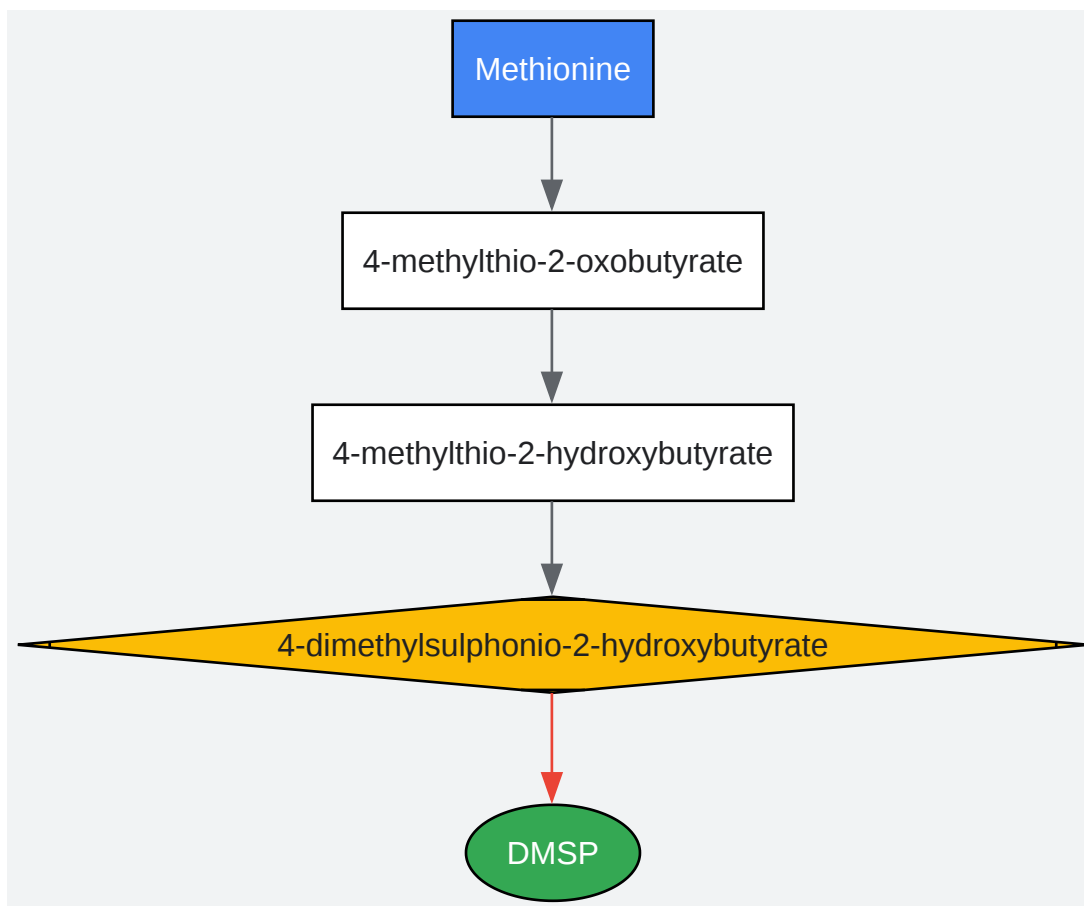 Methionine
4-methylthio-2-oxobutyrate
4-methylthio-2-hydroxybutyrate
4-dimethylsulphonio-2-hydroxybutyrate
DMSP